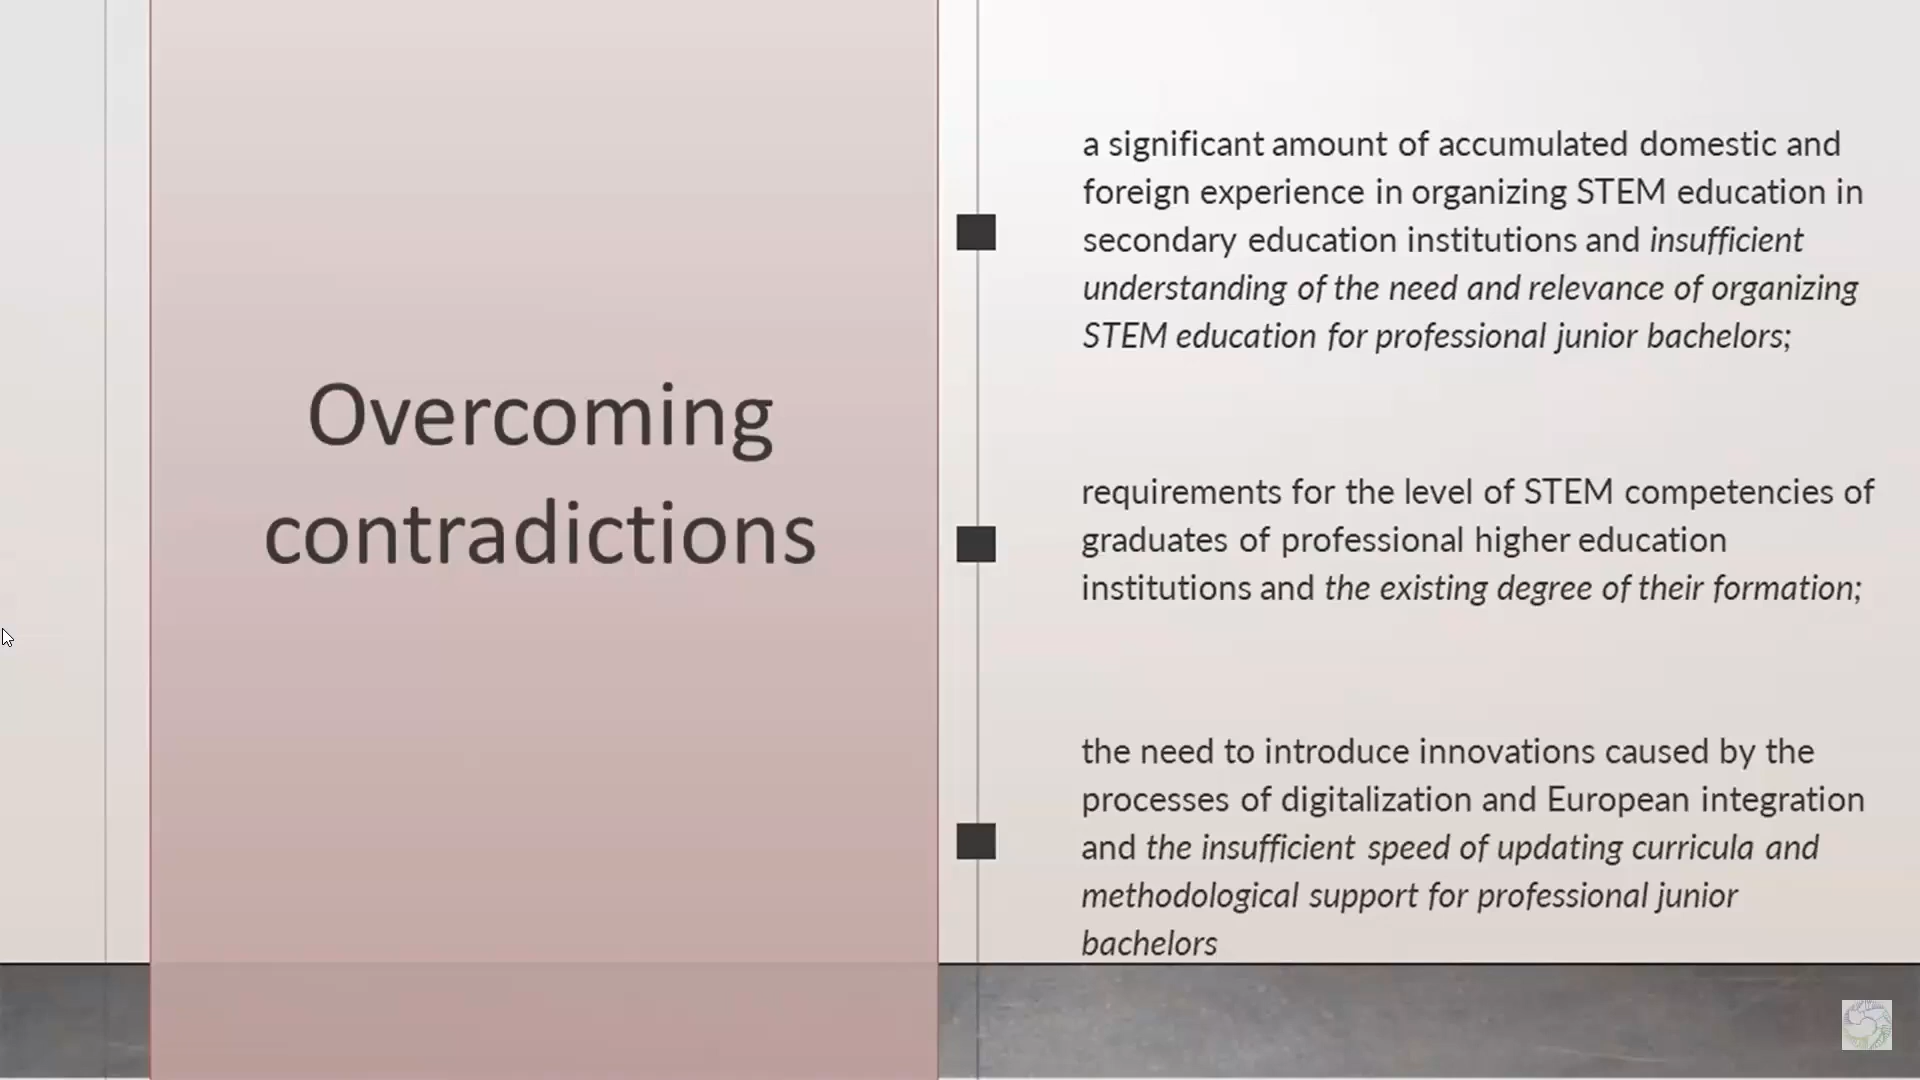 Overcoming
contradictions
a significant amount of accumulated domestic and
foreign experience in organizing STEM education in
secondary education institutions and insufficient
understanding of the need and relevance of organizing
STEM education for professional junior bachelors;
requirements for the level of STEM competencies of
graduates of professional higher education
institutions and the existing degree of their formation;
the need to introduce innovations caused by the
processes of digitalization and European integration
and the insufficient speed of updating curricula and
methodological support for professional junior
bachelors